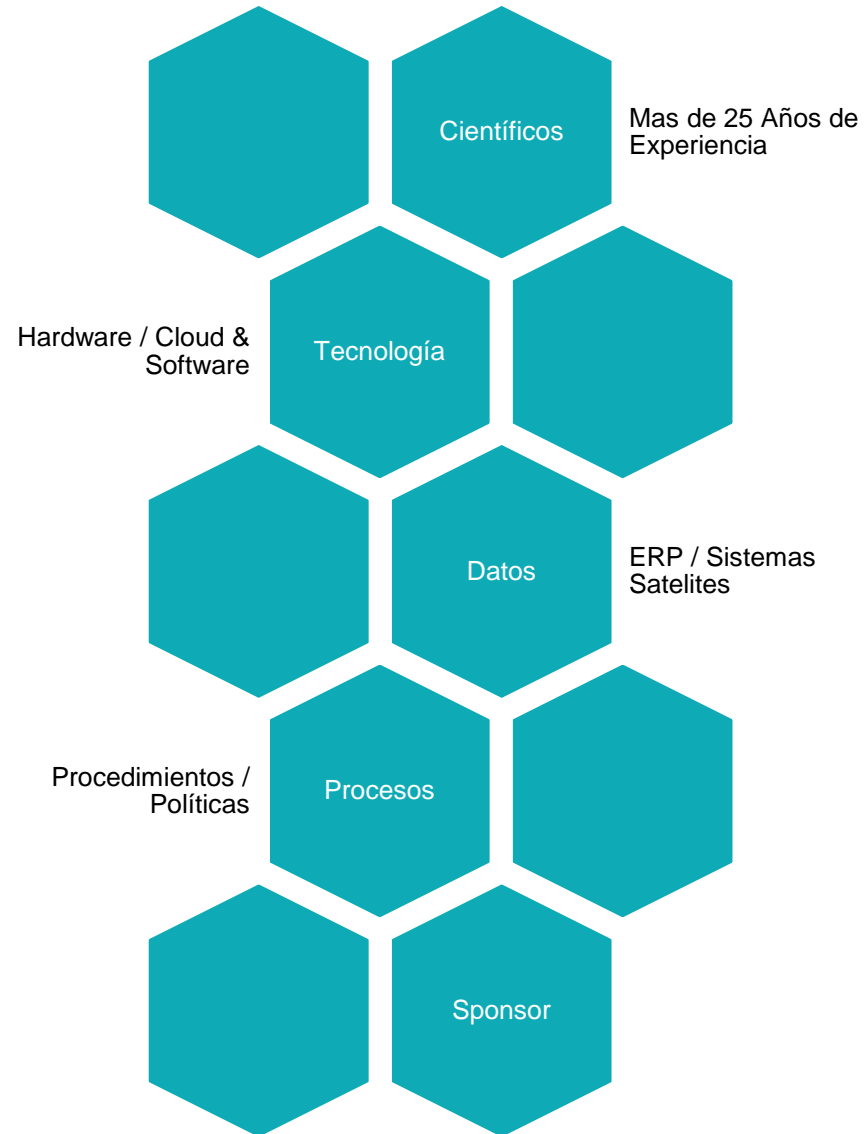 Científicos
Mas de 25 Años de
Experiencia
Hardware / Cloud &
Software
Tecnología
Datos
ERP / Sistemas
Satelites
Procedimientos /
Políticas
Procesos
Sponsor